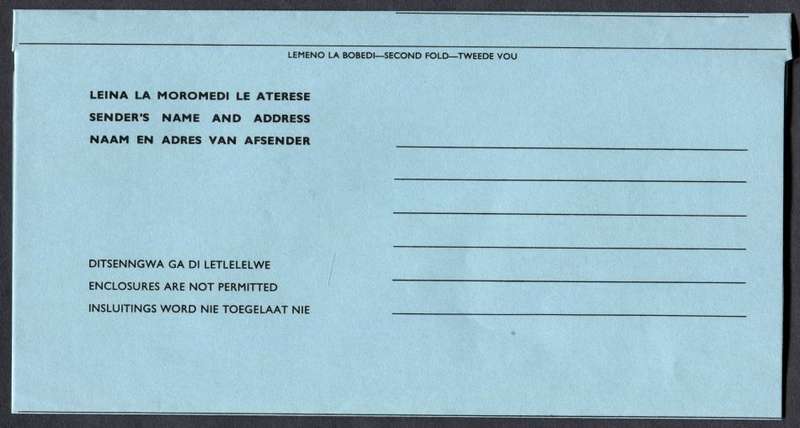 LEMENO LA BOBEDI—SECOND FOLD—TWEEDE VOU
LEINA LA MOROMEDI LE ATERESE
SENDER'S NAME AND ADDRESS
NAAM EN ADRES VAN AFSENDER
DITSENNGWA GA DI LETLELELWE
ENCLOSURES ARE NOT PERMITTED
INSLUITINGS WORD NIE TOEGELAAT NIE